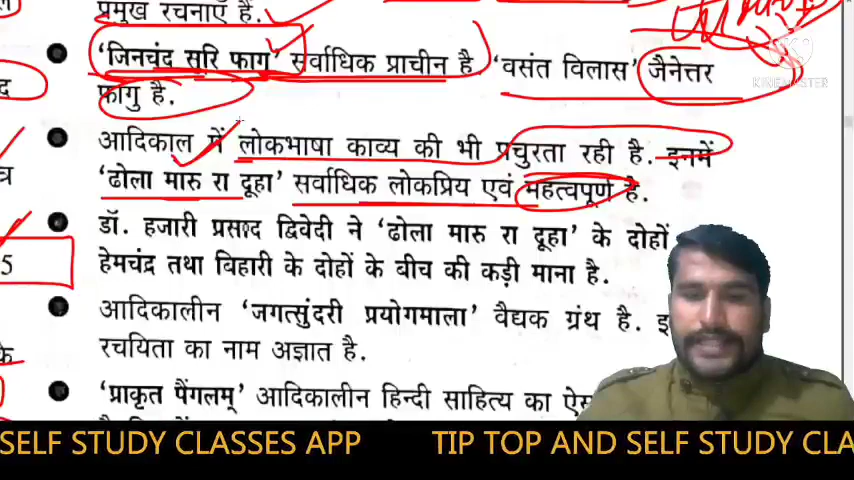 प्रमुख रचनाएँ हैं.
'जिनचंद सूरि फाग' सर्वाधिक प्राचीन है 'वसंत विलास' जैनेत्तर
फागु है.
आदिकाल में लोकभाषा काव्य की भी प्रचुरता रही है. इनमें
'ढोला मारु रा दूहा' सर्वाधिक लोकप्रिय एवं महत्वपूर्ण है.
डॉ. हजारी प्रसाद द्विवेदी ने 'ढोला मारु रा दूहा' के दोहों
हेमचंद्र तथा बिहारी के दोहों के बीच की कड़ी माना है.
आदिकालीन 'जगत्सुंदरी प्रयोगमाला' वैद्यक ग्रंथ है.
रचयिता का नाम अज्ञात है.
'प्राकृत पैंगलम्' आदिकालीन हिन्दी साहित्य का
5
KINEMASTER
SELF STUDY CLASSES APP TIP TOP AND SELF STUDY CLA